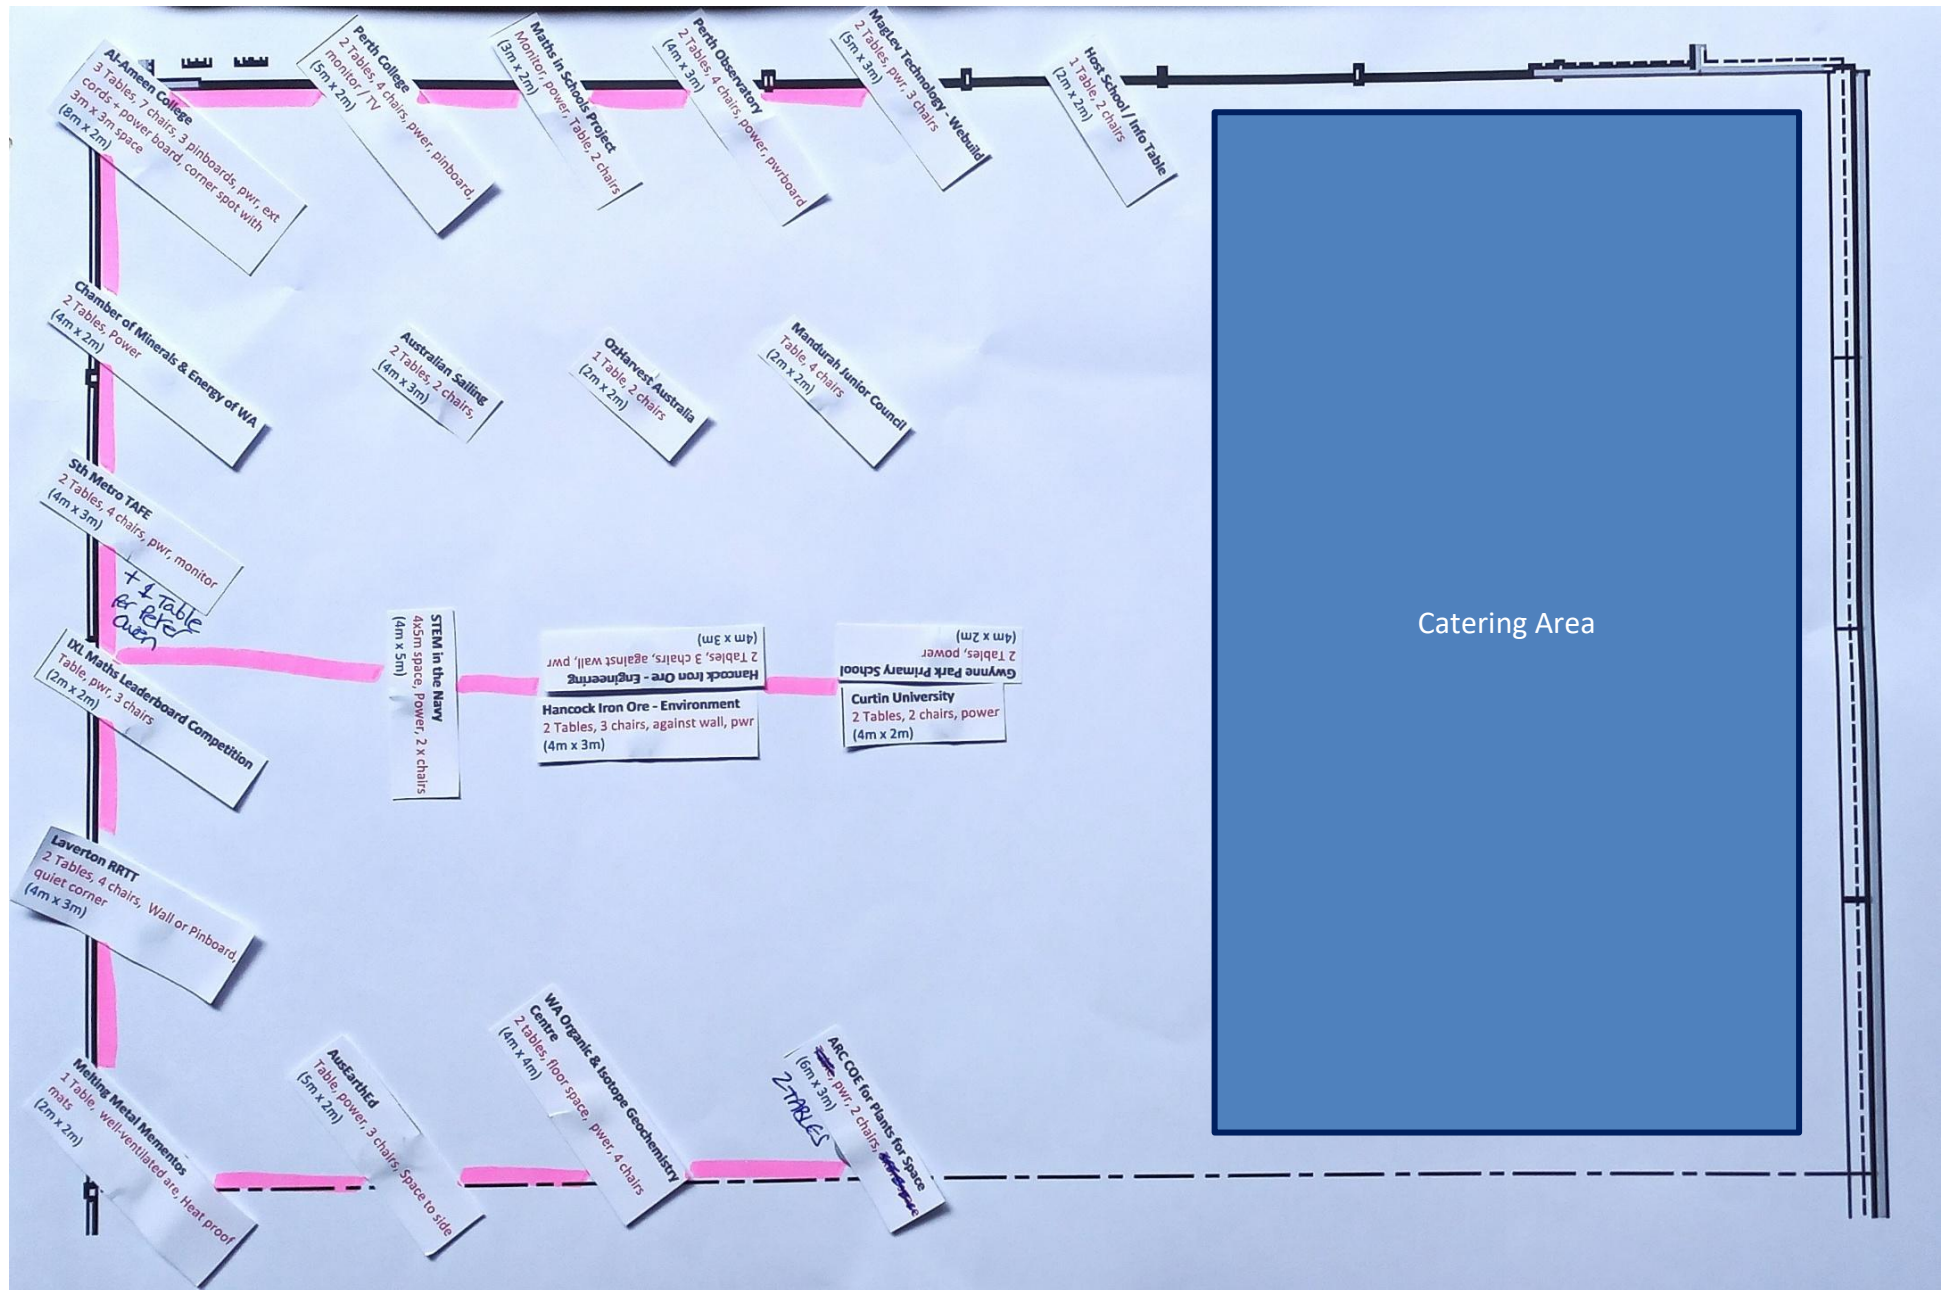 Al-Ameen College
3 Tables, 7 chairs, 3 pinboards, pwr, ext
cords + power board, corner spot with
3m x 3m space
(8m x 2m)
Perth College
2 Tables, 4 chairs, pwer, pinboard,
monitor / TV
(5m x 2m)
Maths in Schools Project
Monitor, power, Table, 2 chairs
(3m x 2m)
Perth Observatory
2 Tables, 4 chairs, power, pwrboard
(4m x 3m)
MagLev Technology - Webuild
2 Tables, pwr, 3 chairs
(5m x 3m)
Host School / Info Table
1 Table, 2 chairs
(2m x 2m)
Chamber of Minerals & Energy of WA
2 Tables, Power
(4m x 2m)
Australian Sailing
2 Tables, 2 chairs,
(4m x 3m)
OzHarvest Australia
1 Table, 2 chairs
(2m x 2m)
Mandurah Junior Council
Table, 4 chairs
(2m x 2m)
Sth Metro TAFE
2 Tables, 4 chairs, pwr, monitor
(4m x 3m)
+ 1 Table
per Peter
Owen
IXL Maths Leaderboard Competition
Table, pwr, 3 chairs
(2m x 2m)
STEM in the Navy
4x5m space, Power, 2 x chairs
(4m x 5m)
Hancock Iron Ore - Engineering
2 Tables, 3 chairs, against wall, pwr
(4m x 3m)
Hancock Iron Ore - Environment
2 Tables, 3 chairs, against wall, pwr
(4m x 3m)
Gwynne Park Primary School
2 Tables, power
(4m x 2m)
Curtin University
2 Tables, 2 chairs, power
(4m x 2m)
Catering Area
Laverton RRTT
2 Tables, 4 chairs, Wall or Pinboard,
quiet corner
(4m x 3m)
Melting Metal Mementos
1 Table, well-ventilated are, Heat proof
mats
(2m x 2m)
AusEarthEd
Table, power, 3 chairs, Space to side
(5m x 2m)
WA Organic & Isotope Geochemistry
Centre
2 tables, floor space, pwer, 4 chairs
(4m x 4m)
ARC COE for Plants for Space
pwr, 2 chairs,
(6m x 3m)
2 TABLES